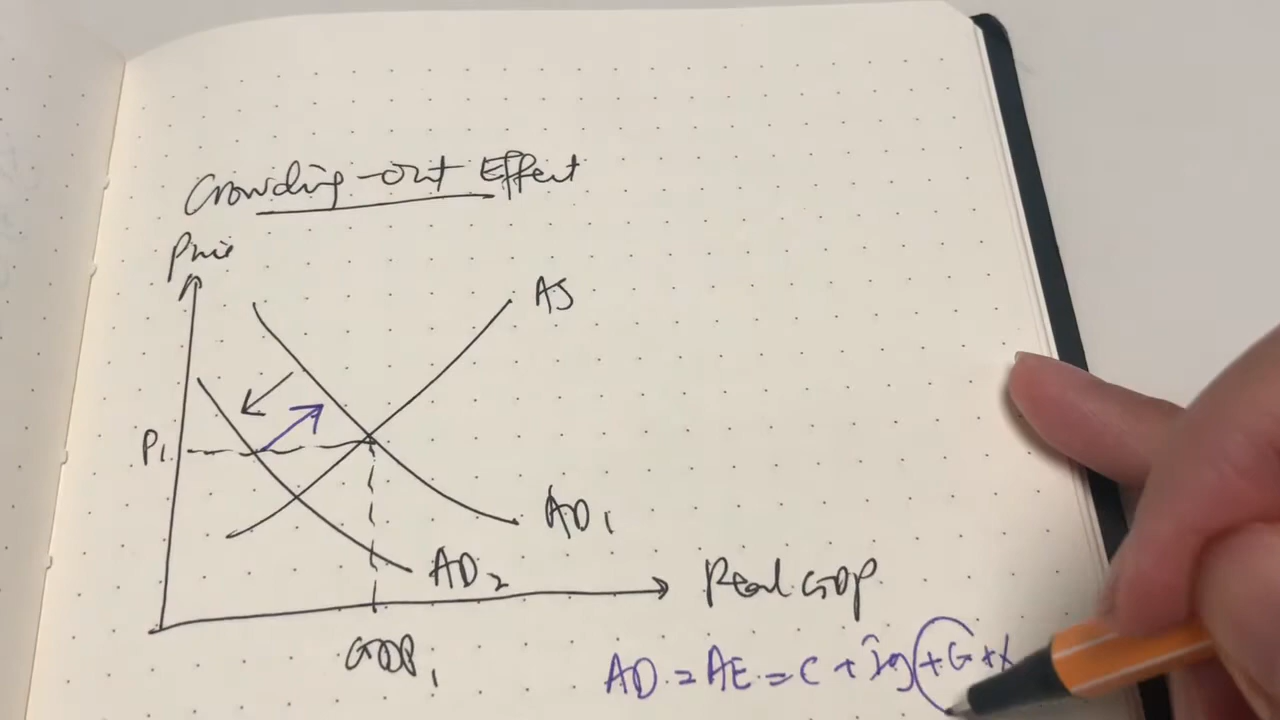 Crowding-out Effect
Price
AS
P1
AD1
AD2
Real GDP
GDP1
AD = AE = C + Ig + G + X